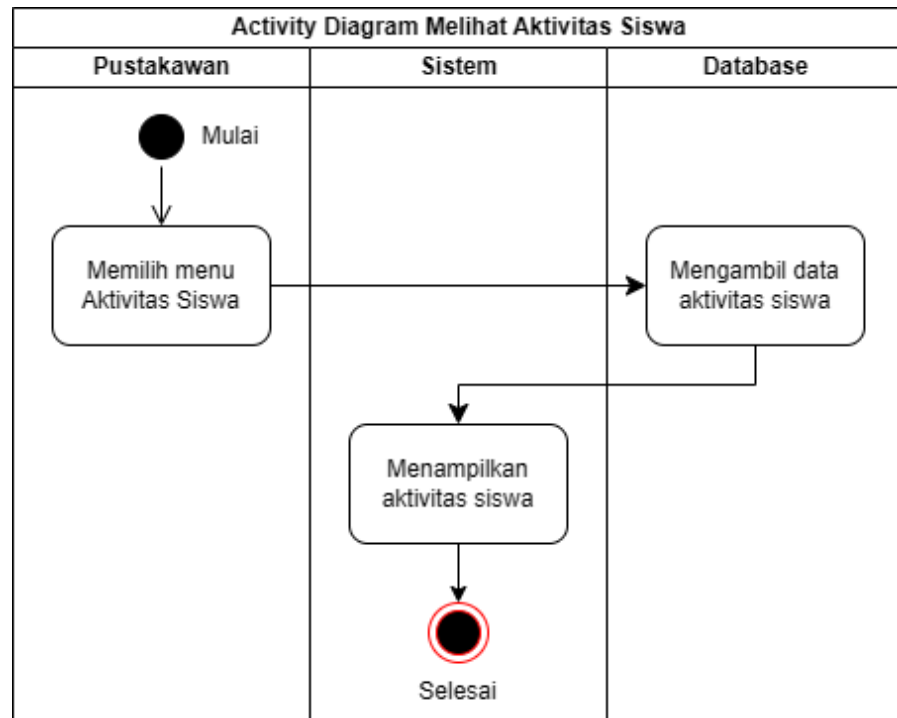 Activity Diagram Melihat Aktivitas Siswa
Pustakawan
Sistem
Database
Mulai
Memilih menu
Aktivitas Siswa
Mengambil data
aktivitas siswa
Menampilkan
aktivitas siswa
Selesai